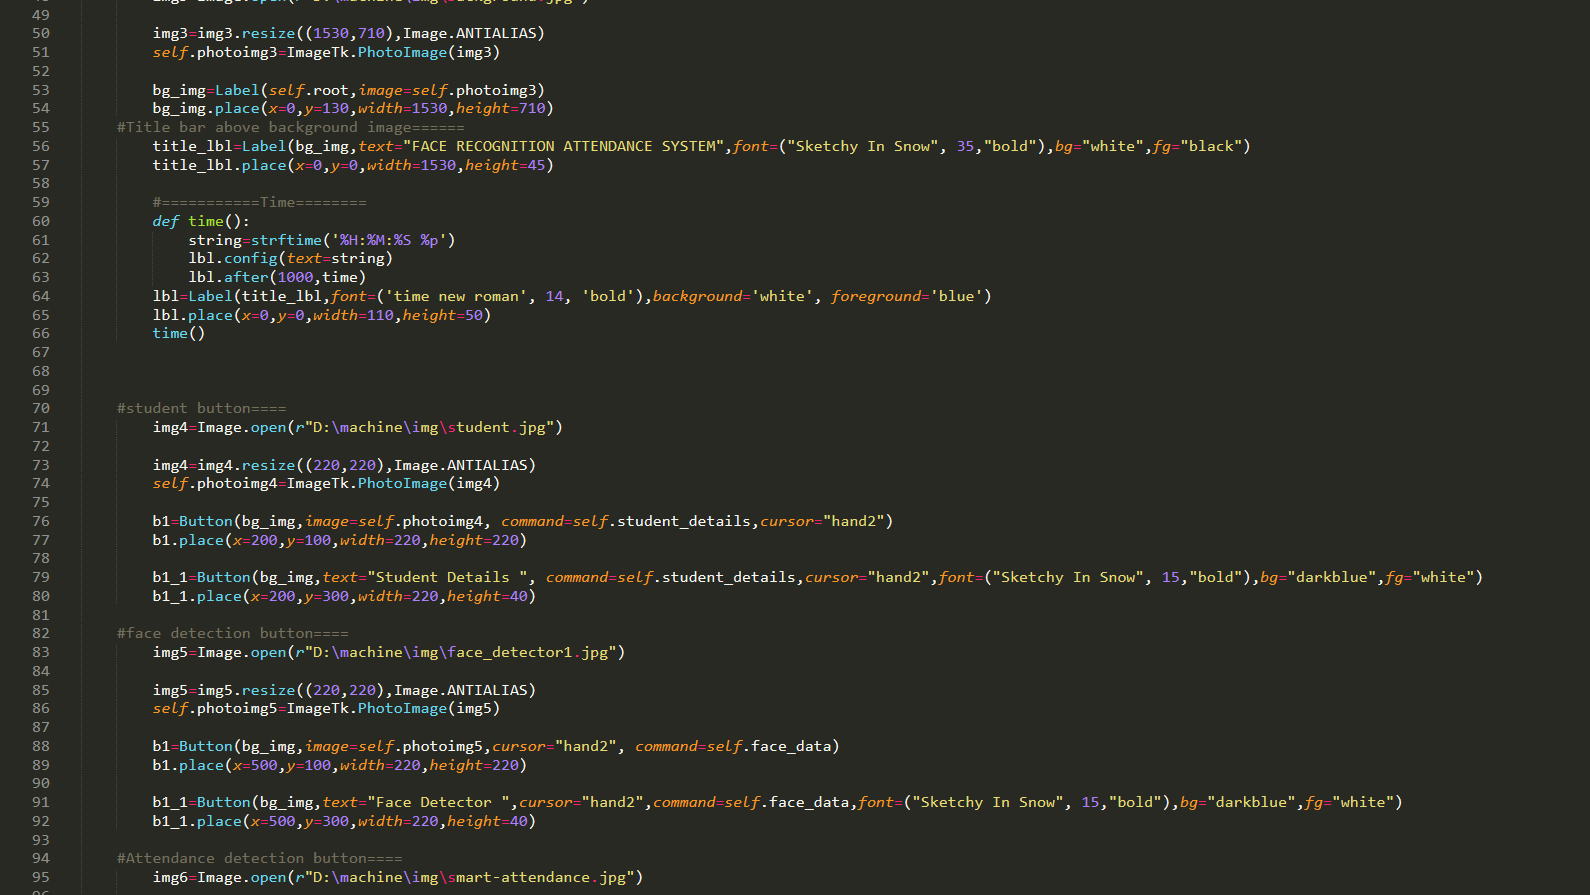 49
50 img3=img3.resize((1530,710),Image.ANTIALIAS)
51 self.photoimg3=ImageTk.PhotoImage(img3)
52
53 bg_img=Label(self.root,image=self.photoimg3)
54 bg_img.place(x=0,y=130,width=1530,height=710)
55 #Title bar above background image======
56 title_lbl=Label(bg_img,text="FACE RECOGNITION ATTENDANCE SYSTEM",font=("Sketchy In Snow", 35,"bold"),bg="white",fg="black")
57 title_lbl.place(x=0,y=0,width=1530,height=45)
58
59 #===========Time========
60 def time():
61 string=strftime('%H:%M:%S %p')
62 lbl.config(text=string)
63 lbl.after(1000,time)
64 lbl=Label(title_lbl,font=('time new roman', 14, 'bold'),background='white', foreground='blue')
65 lbl.place(x=0,y=0,width=110,height=50)
66 time()
67
68
69
70 #student button====
71 img4=Image.open(r"D:\machine\img\student.jpg")
72
73 img4=img4.resize((220,220),Image.ANTIALIAS)
74 self.photoimg4=ImageTk.PhotoImage(img4)
75
76 b1=Button(bg_img,image=self.photoimg4, command=self.student_details,cursor="hand2")
77 b1.place(x=200,y=100,width=220,height=220)
78
79 b1_1=Button(bg_img,text="Student Details ", command=self.student_details,cursor="hand2",font=("Sketchy In Snow", 15,"bold"),bg="darkblue",fg="white")
80 b1_1.place(x=200,y=300,width=220,height=40)
81
82 #face detection button====
83 img5=Image.open(r"D:\machine\img\face_detector1.jpg")
84
85 img5=img5.resize((220,220),Image.ANTIALIAS)
86 self.photoimg5=ImageTk.PhotoImage(img5)
87
88 b1=Button(bg_img,image=self.photoimg5,cursor="hand2", command=self.face_data)
89 b1.place(x=500,y=100,width=220,height=220)
90
91 b1_1=Button(bg_img,text="Face Detector ",cursor="hand2",command=self.face_data,font=("Sketchy In Snow", 15,"bold"),bg="darkblue",fg="white")
92 b1_1.place(x=500,y=300,width=220,height=40)
93
94 #Attendance detection button====
95 img6=Image.open(r"D:\machine\img\smart-attendance.jpg")